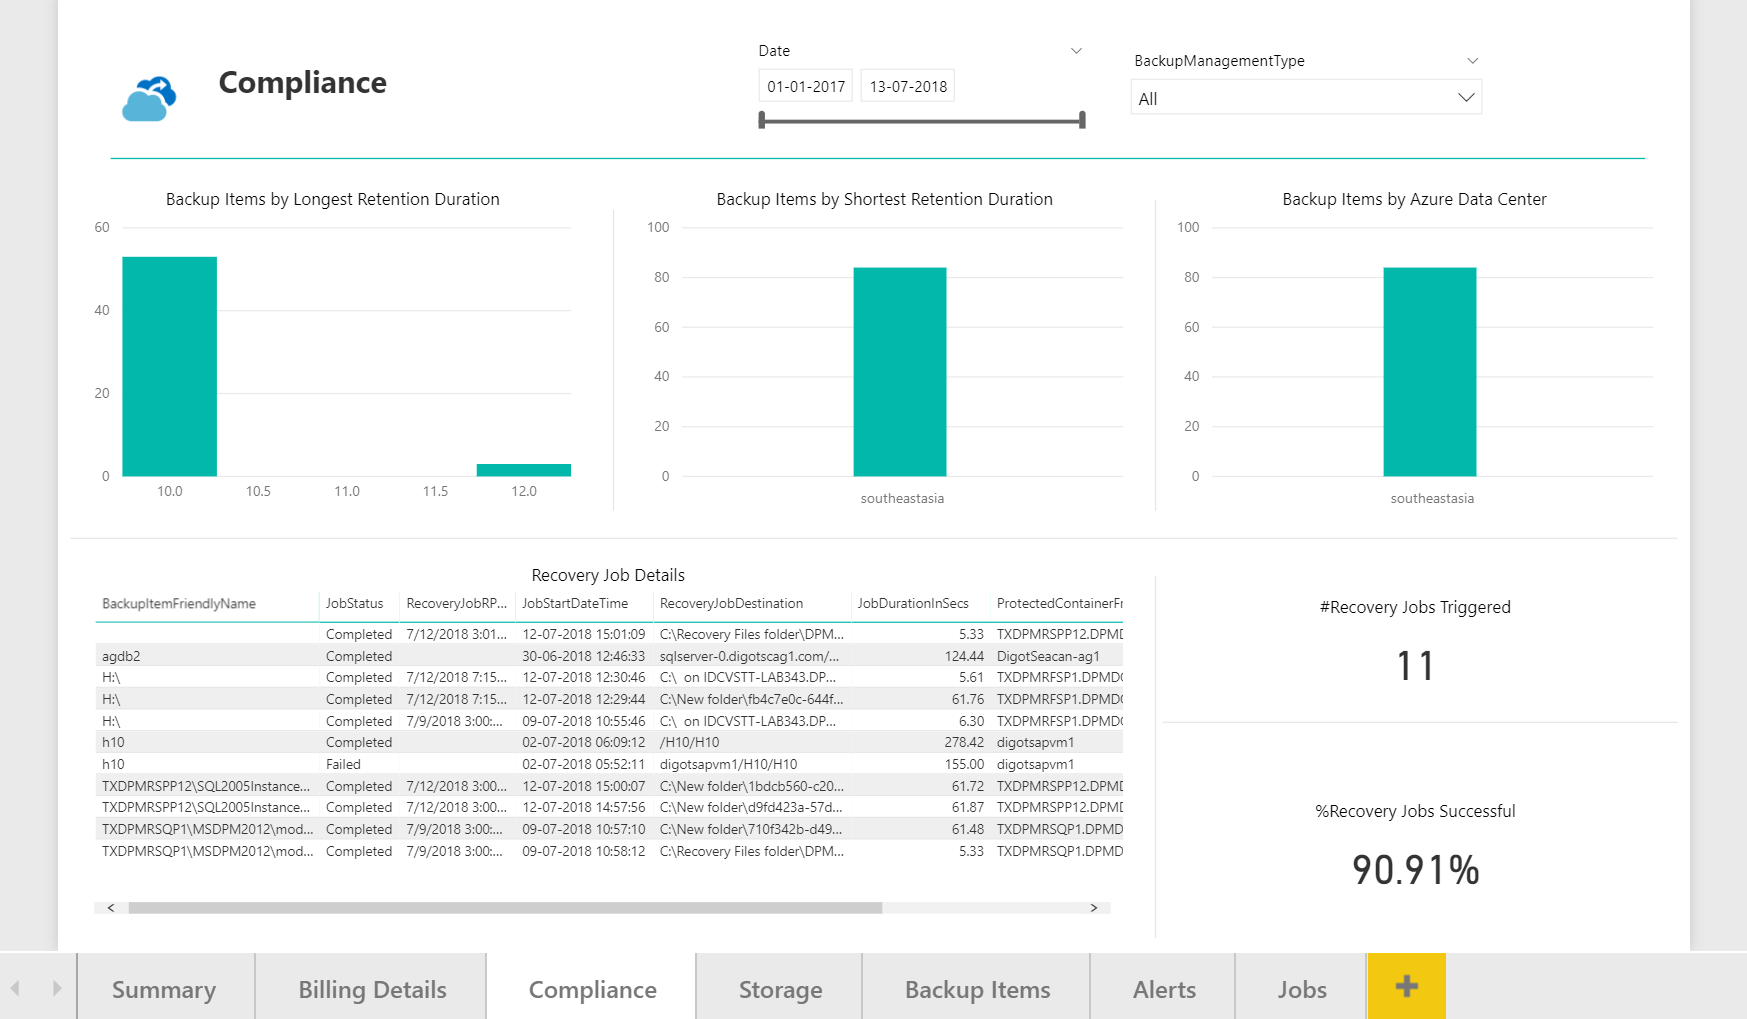 Compliance
Date
01-01-2017 13-07-2018
BackupManagementType
All
Backup Items by Longest Retention Duration
60
40
20
0
10.0 10.5 11.0 11.5 12.0
Backup Items by Shortest Retention Duration
100
80
60
40
20
0
southeastasia
Backup Items by Azure Data Center
100
80
60
40
20
0
southeastasia
Recovery Job Details
BackupItemFriendlyName JobStatus RecoveryJobRP... JobStartDateTime RecoveryJobDestination JobDurationInSecs ProtectedContainerFr
Completed 7/12/2018 3:01... 12-07-2018 15:01:09 C:\Recovery Files folder\DPM... 5.33 TXDPMRSPP12.DPMD
agdb2 Completed 30-06-2018 12:46:33 sqlserver-0.digotscag1.com/... 124.44 DigotSeacan-ag1
H:\ Completed 7/12/2018 7:15... 12-07-2018 12:30:46 C:\ on IDCVSTT-LAB343.DP... 5.61 TXDPMRFSP1.DPMD
H:\ Completed 7/12/2018 7:15... 12-07-2018 12:29:44 C:\New folder\fb4c7e0c-644f... 61.76 TXDPMRFSP1.DPMD
H:\ Completed 7/9/2018 3:00:... 09-07-2018 10:55:46 C:\ on IDCVSTT-LAB343.DP... 6.30 TXDPMRFSP1.DPMD
h10 Completed 02-07-2018 06:09:12 /H10/H10 278.42 digotsapvm1
h10 Failed 02-07-2018 05:52:11 digotsapvm1/H10/H10 155.00 digotsapvm1
TXDPMRSPP12\SQL2005Instance... Completed 7/12/2018 3:00... 12-07-2018 15:00:07 C:\New folder\1bdcb560-c20... 61.72 TXDPMRSPP12.DPMD
TXDPMRSPP12\SQL2005Instance... Completed 7/12/2018 3:00... 12-07-2018 14:57:56 C:\New folder\d9fd423a-57d... 61.87 TXDPMRSPP12.DPMD
TXDPMRSQP1\MSDPM2012\mod... Completed 7/9/2018 3:00:... 09-07-2018 10:57:10 C:\New folder\710f342b-d49... 61.48 TXDPMRSQP1.DPMD
TXDPMRSQP1\MSDPM2012\mod... Completed 7/9/2018 3:00:... 09-07-2018 10:58:12 C:\Recovery Files folder\DPM... 5.33 TXDPMRSQP1.DPMD
#Recovery Jobs Triggered
11
%Recovery Jobs Successful
90.91%
Summary Billing Details Compliance Storage Backup Items Alerts Jobs +